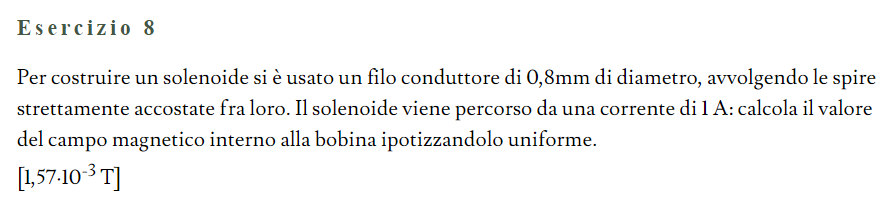 Esercizio 8
Per costruire un solenoide si è usato un filo conduttore di 0,8mm di diametro, avvolgendo le spire
strettamente accostate fra loro. Il solenoide viene percorso da una corrente di 1 A: calcola il valore
del campo magnetico interno alla bobina ipotizzandolo uniforme.
[1,57·10⁻³ T]